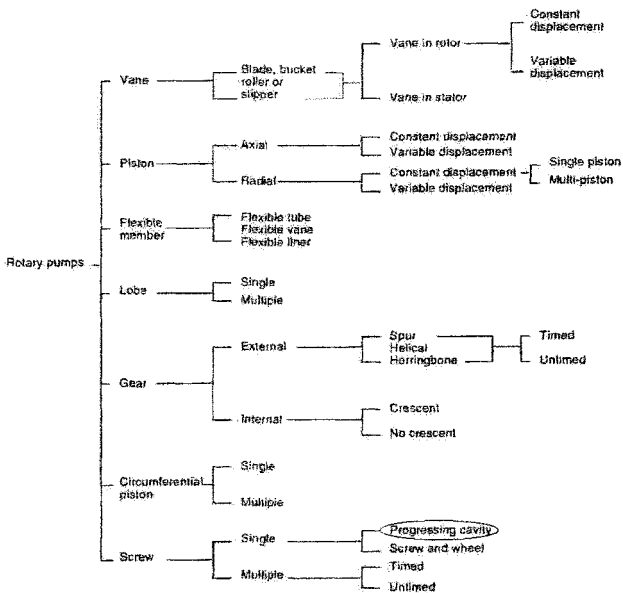 Constant
displacement
Vane in rotor
Variable
displacement
Vane
Blade, bucket
roller or
slipper
Vane in stator
Axial
Constant displacement
Variable displacement
Piston
Radial
Constant displacement
Variable displacement
Single piston
Multi-piston
Flexible
member
Flexible tube
Flexible vane
Flexible liner
Rotary pumps
Lobe
Single
Multiple
External
Spur
Helical
Herringbone
Timed
Untimed
Gear
Internal
Crescent
No crescent
Circumferential
piston
Single
Multiple
Screw
Single
Progressing cavity
Screw and wheel
Multiple
Timed
Untimed